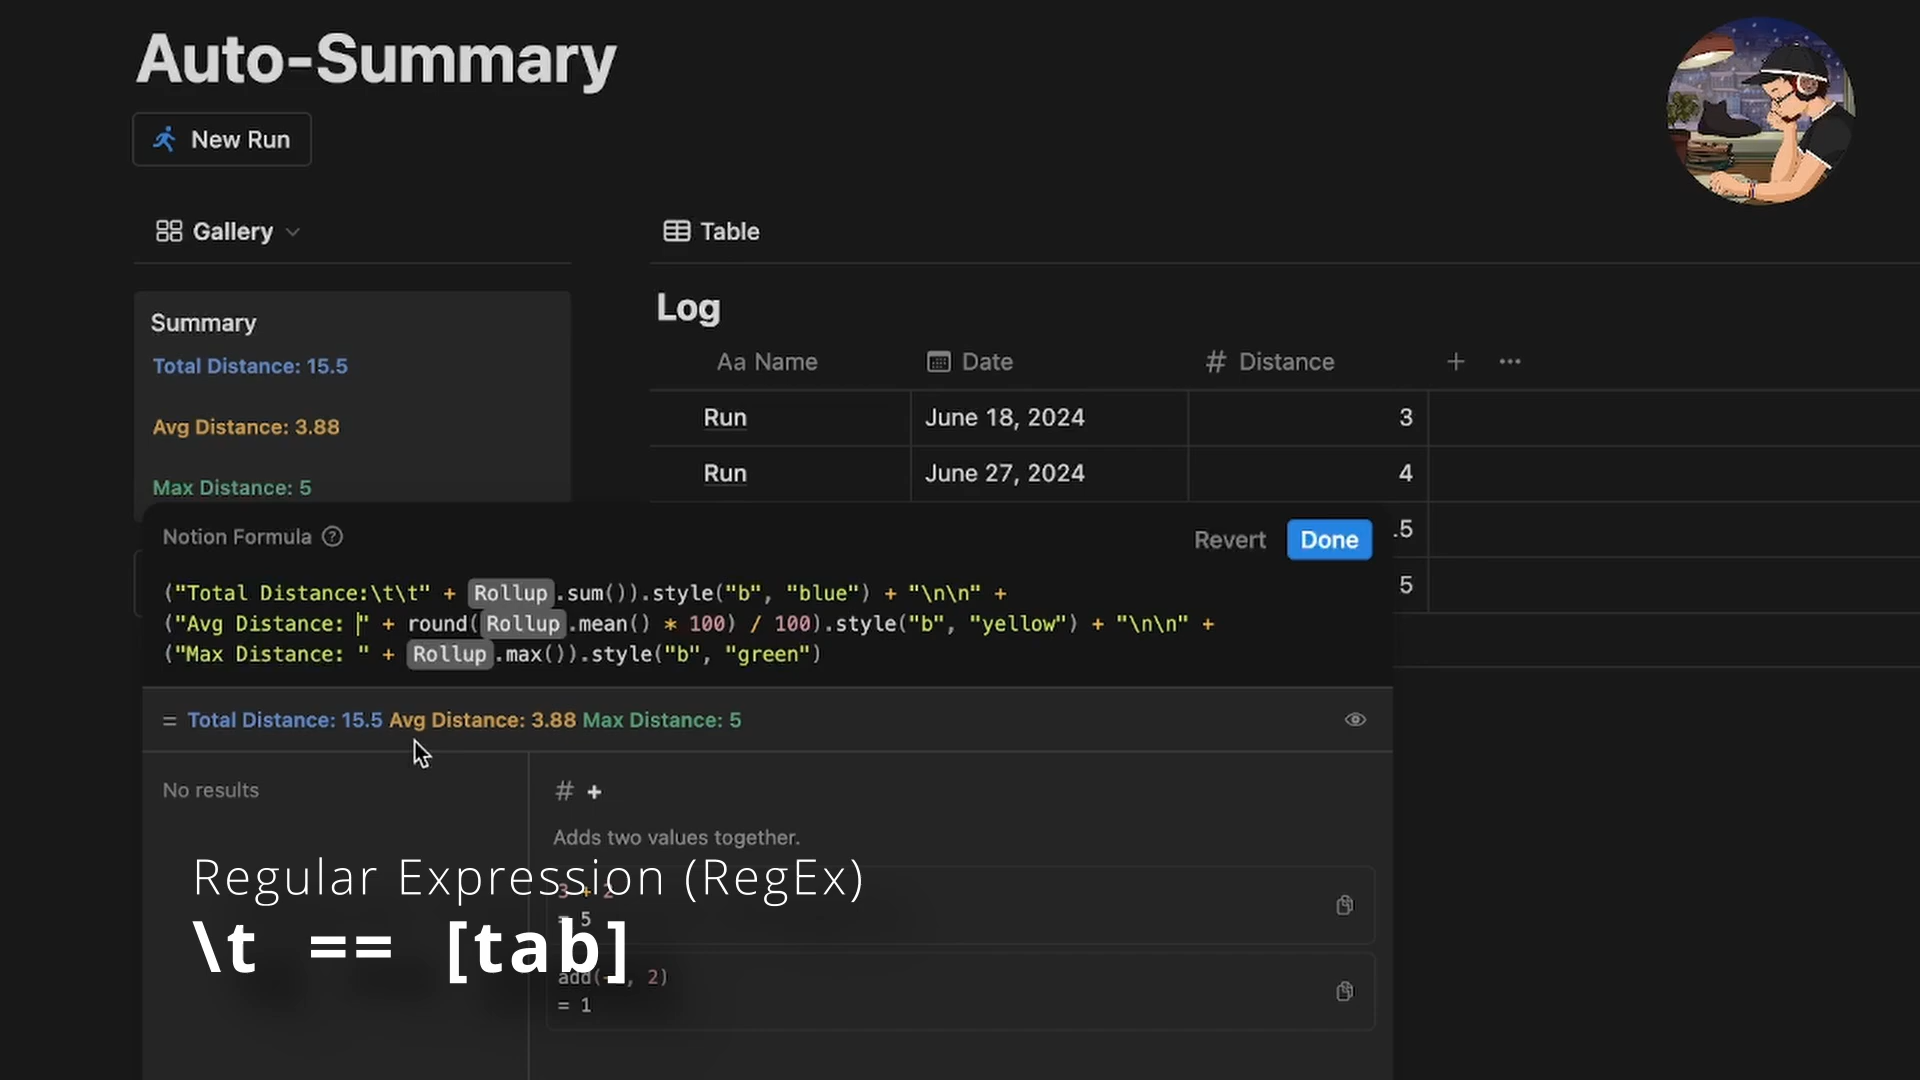 Auto-Summary
New Run
Gallery
Table
Summary
Total Distance: 15.5
Avg Distance: 3.88
Max Distance: 5
Log
Aa Name Date # Distance + ...
Run June 18, 2024 3
Run June 27, 2024 4
.5
5
Notion Formula ? Revert Done
("Total Distance:\t\t" + Rollup.sum()).style("b", "blue") + "\n\n" +
("Avg Distance: " + round(Rollup.mean() * 100) / 100).style("b", "yellow") + "\n\n" +
("Max Distance: " + Rollup.max()).style("b", "green")
= Total Distance: 15.5 Avg Distance: 3.88 Max Distance: 5
No results
# +
Adds two values together.
Regular Expression (RegEx)
3 + 2
= 5
\t == [tab]
add( , 2)
= 1